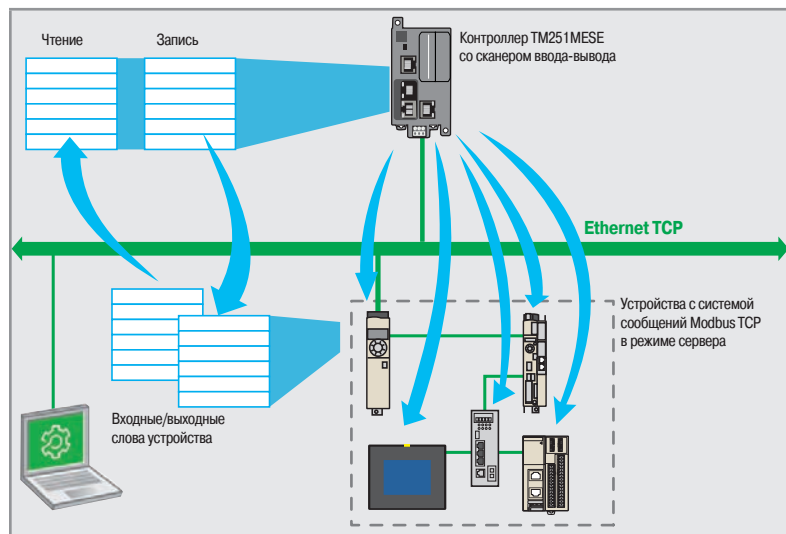 Чтение
Запись
Контроллер TM251MESE
со сканером ввода-вывода
Ethernet TCP
Устройства с системой
сообщений Modbus TCP
в режиме сервера
Входные/выходные
слова устройства